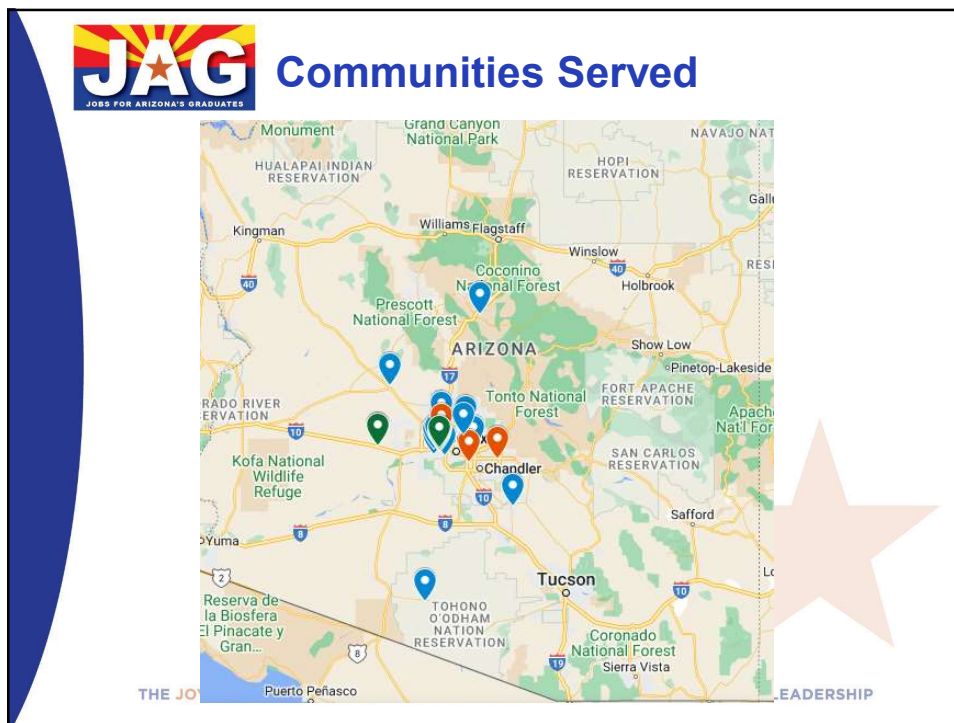 JAG
JOBS FOR ARIZONA'S GRADUATES
Communities Served
Monument
Grand Canyon
National Park
NAVAJO NAT
HUALAPAI INDIAN
RESERVATION
HOPI
RESERVATION
Gallu
Kingman
Williams
Flagstaff
Winslow
40
40
RESE
Holbrook
Coconino
National Forest
Prescott
National Forest
ARIZONA
Show Low
17
Pinetop-Lakeside
Tonto National
Forest
FORT APACHE
RESERVATION
RADO RIVER
ERVATION
Apach
Nat'l For
10
Kofa National
Wildlife
Refuge
Chandler
SAN CARLOS
RESERVATION
10
Safford
8
8
Yuma
2
Tucson
10
Reserva de
la Biosfera
El Pinacate y
Gran...
TOHONO
O'ODHAM
NATION
RESERVATION
8
Coronado
National Forest
19
Sierra Vista
Puerto Peñasco
THE JOY
LEADERSHIP